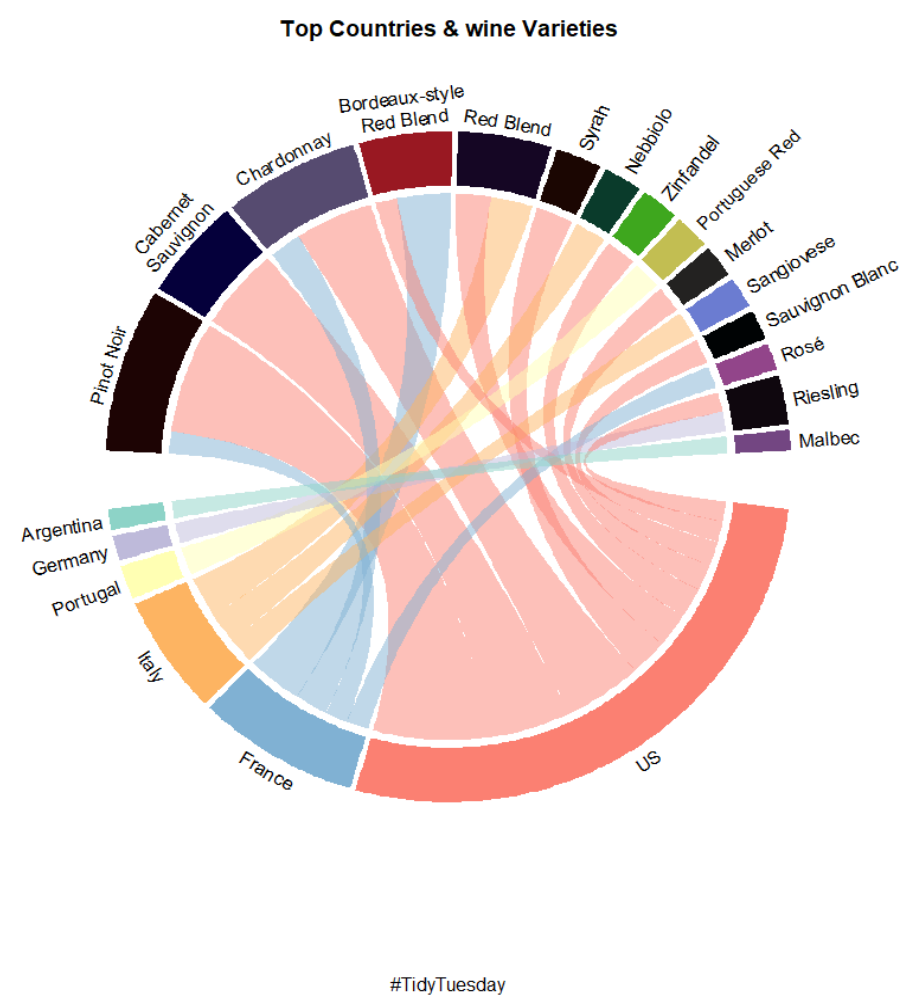 Top Countries & wine Varieties
Bordeaux-style
Red Blend
Red Blend
Chardonnay
Cabernet
Sauvignon
Pinot Noir
Syrah
Nebbiolo
Zinfandel
Portuguese Red
Merlot
Sangiovese
Sauvignon Blanc
Rosé
Riesling
Malbec
Argentina
Germany
Portugal
Italy
France
US
#TidyTuesday